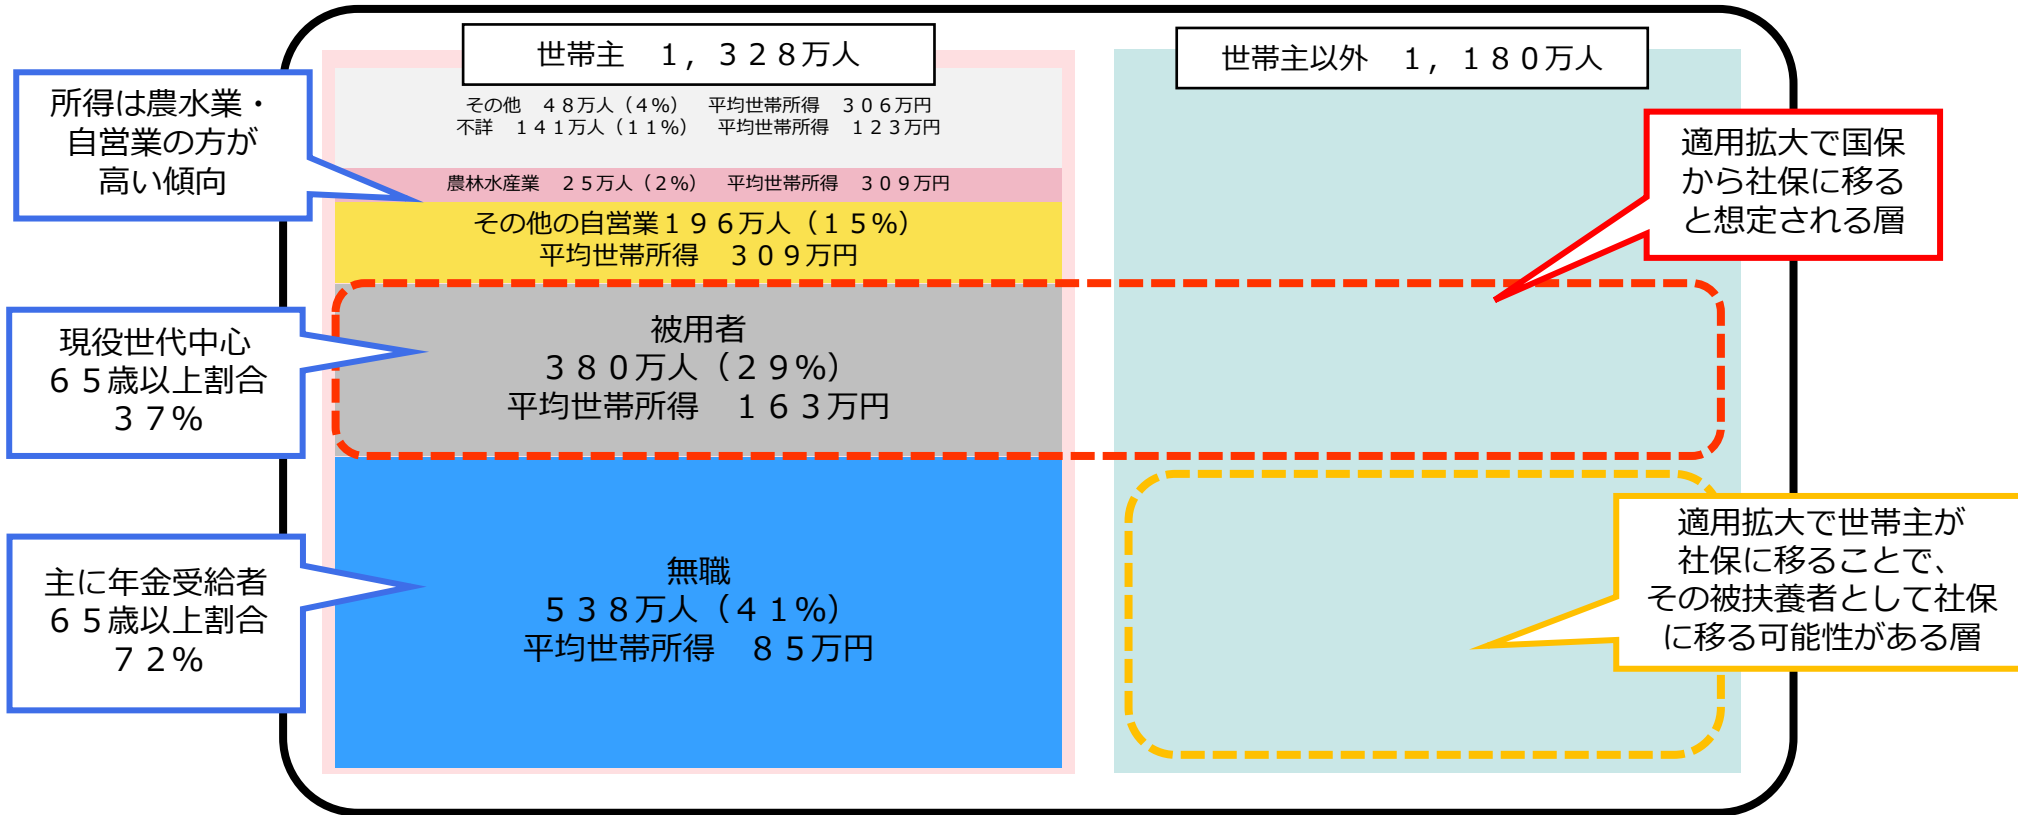 世帯主　１，３２８万人
世帯主以外　１，１８０万人
その他　４８万人（４%）　平均世帯所得　３０６万円
不詳　１４１万人（１１%）　平均世帯所得　１２３万円
農林水産業　２５万人（２%）　平均世帯所得　３０９万円
その他の自営業１９６万人（１５%）
平均世帯所得　３０９万円
被用者
３８０万人（２９%）
平均世帯所得　１６３万円
無職
５３８万人（４１%）
平均世帯所得　８５万円
所得は農水業・
自営業の方が
高い傾向
現役世代中心
６５歳以上割合
３７%
主に年金受給者
６５歳以上割合
７２%
適用拡大で国保
から社保に移る
と想定される層
適用拡大で世帯主が
社保に移ることで、
その被扶養者として社保
に移る可能性がある層